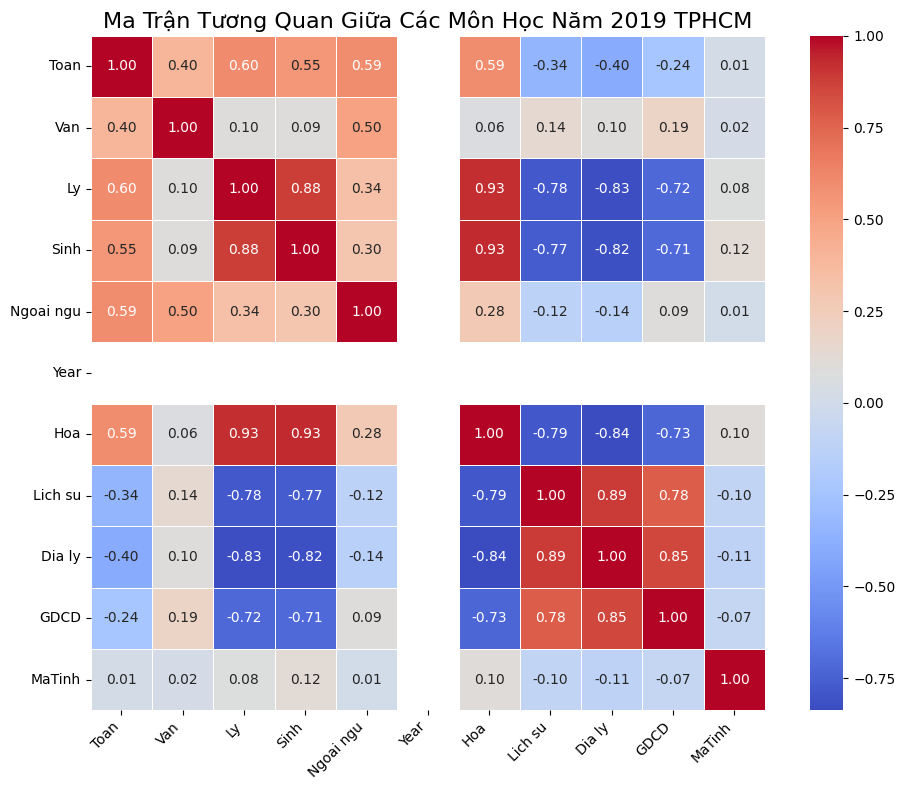 Ma Trận Tương Quan Giữa Các Môn Học Năm 2019 TPHCM
Toan 1.00 0.40 0.60 0.55 0.59 0.59 -0.34 -0.40 -0.24 0.01
Van 0.40 1.00 0.10 0.09 0.50 0.06 0.14 0.10 0.19 0.02
Ly 0.60 0.10 1.00 0.88 0.34 0.93 -0.78 -0.83 -0.72 0.08
Sinh 0.55 0.09 0.88 1.00 0.30 0.93 -0.77 -0.82 -0.71 0.12
Ngoai ngu 0.59 0.50 0.34 0.30 1.00 0.28 -0.12 -0.14 0.09 0.01
Year
Hoa 0.59 0.06 0.93 0.93 0.28 1.00 -0.79 -0.84 -0.73 0.10
Lich su -0.34 0.14 -0.78 -0.77 -0.12 -0.79 1.00 0.89 0.78 -0.10
Dia ly -0.40 0.10 -0.83 -0.82 -0.14 -0.84 0.89 1.00 0.85 -0.11
GDCD -0.24 0.19 -0.72 -0.71 0.09 -0.73 0.78 0.85 1.00 -0.07
MaTinh 0.01 0.02 0.08 0.12 0.01 0.10 -0.10 -0.11 -0.07 1.00
Toan Van Ly Sinh Ngoai ngu Year Hoa Lich su Dia ly GDCD MaTinh
1.00
0.75
0.50
0.25
0.00
−0.25
−0.50
−0.75